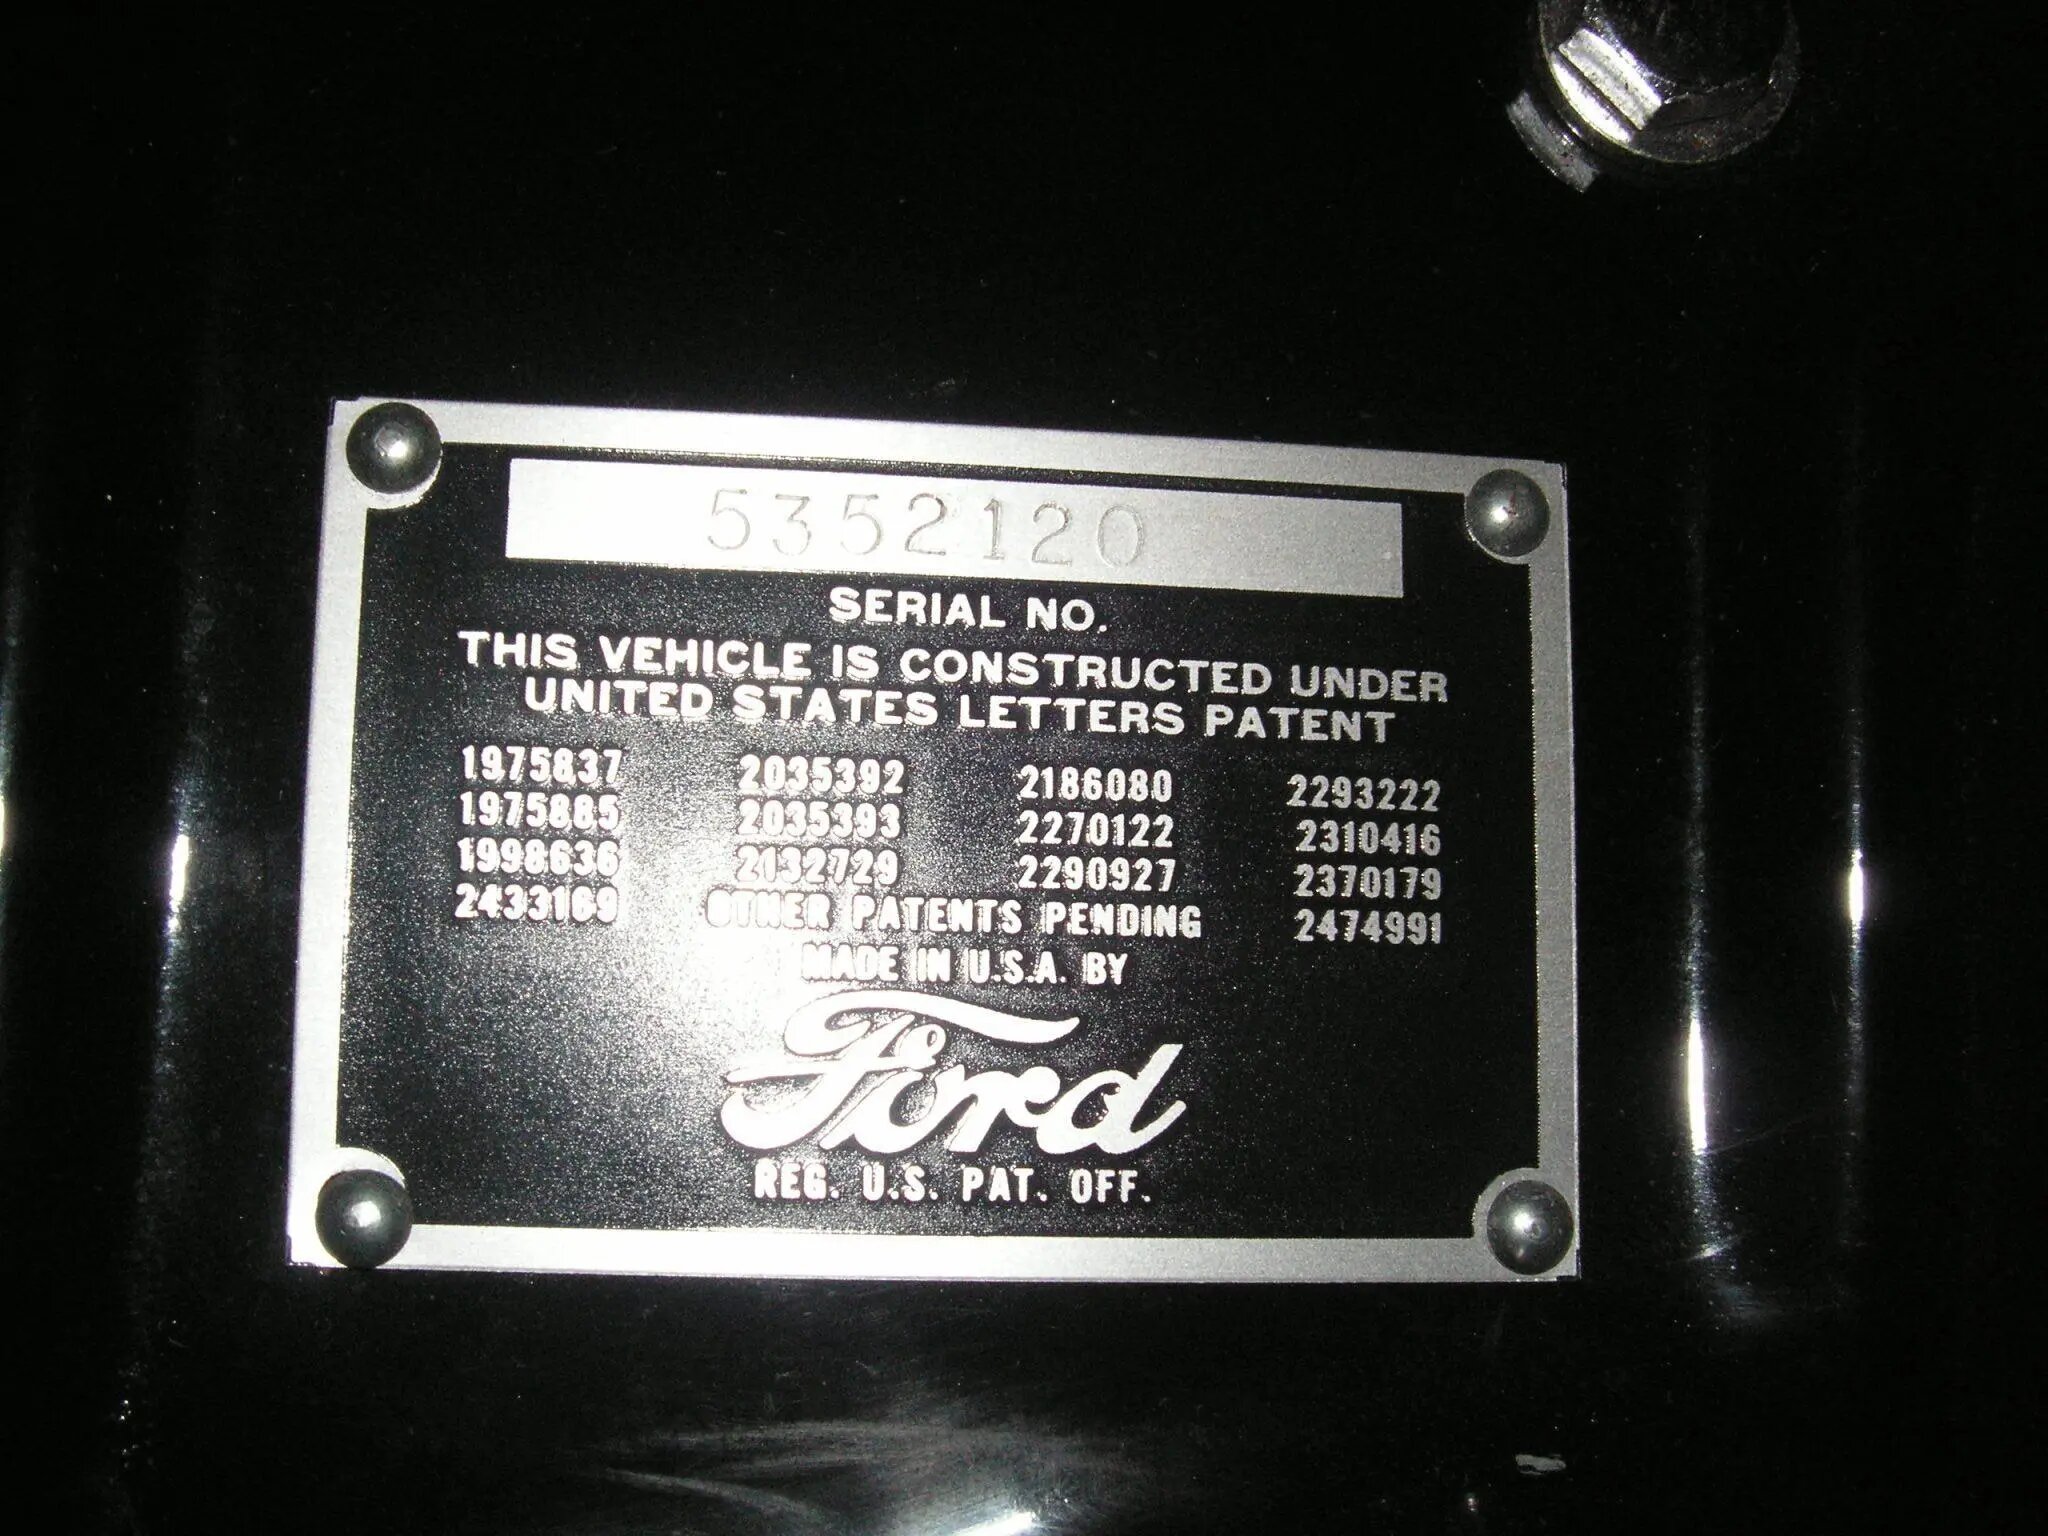 5352120
SERIAL NO.
THIS VEHICLE IS CONSTRUCTED UNDER
UNITED STATES LETTERS PATENT
1975837 2035392 2186080 2293222
1975885 2035393 2270122 2310416
1998636 2132729 2290927 2370179
2433169 OTHER PATENTS PENDING 2474991
MADE IN U.S.A. BY
Ford
REG. U.S. PAT. OFF.